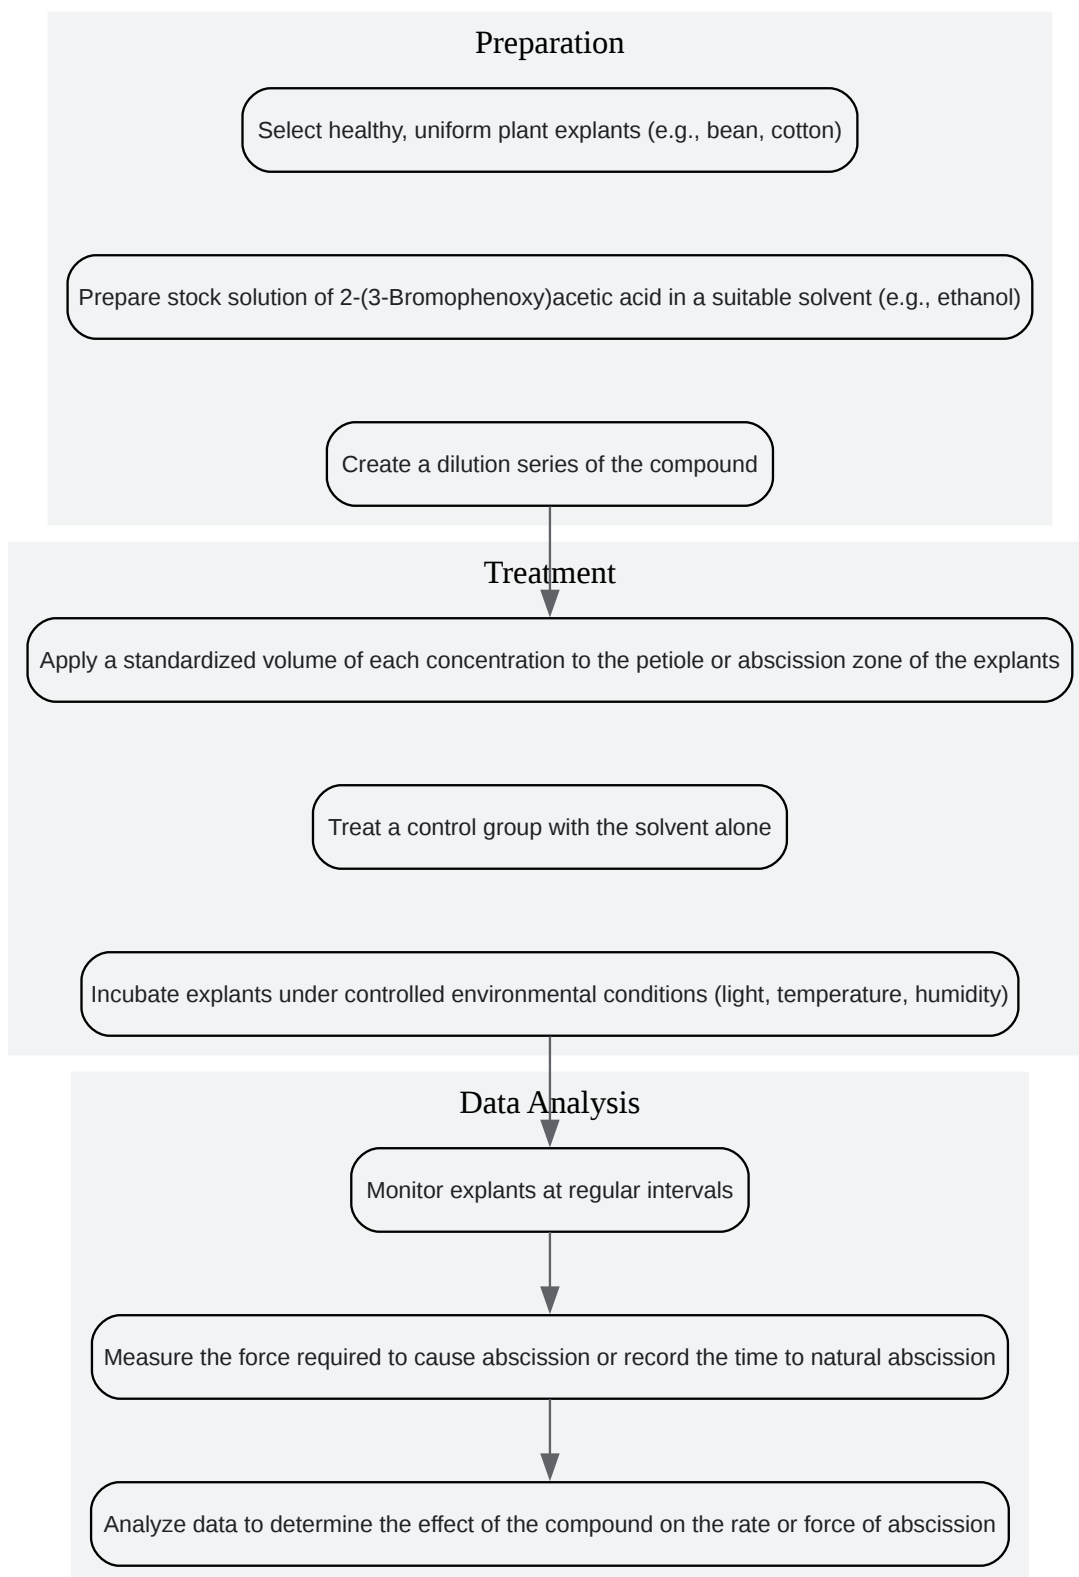 Preparation
Select healthy, uniform plant explants (e.g., bean, cotton)
Prepare stock solution of 2-(3-Bromophenoxy)acetic acid in a suitable solvent (e.g., ethanol)
Create a dilution series of the compound
Treatment
Apply a standardized volume of each concentration to the petiole or abscission zone of the explants
Treat a control group with the solvent alone
Incubate explants under controlled environmental conditions (light, temperature, humidity)
Data Analysis
Monitor explants at regular intervals
Measure the force required to cause abscission or record the time to natural abscission
Analyze data to determine the effect of the compound on the rate or force of abscission